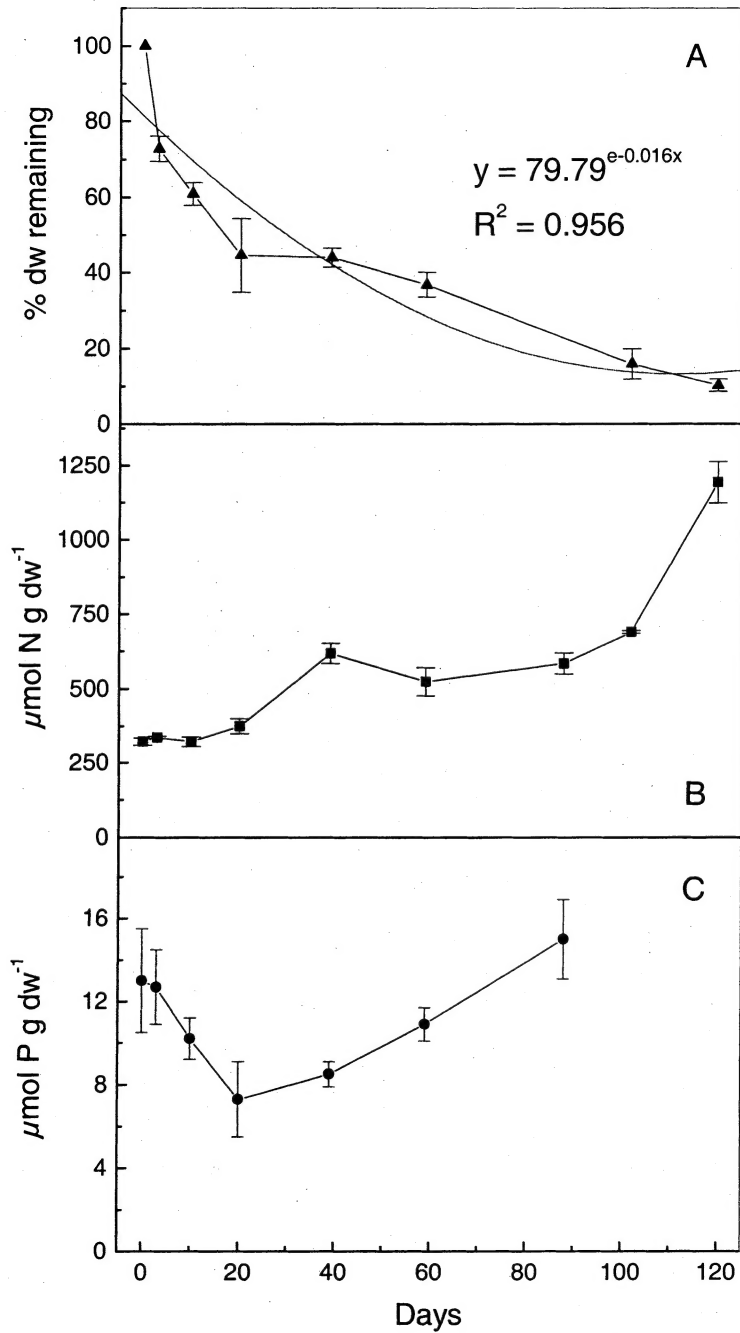 A
100
80
60
40
20
0
% dw remaining
y = 79.79^e-0.016x
R² = 0.956
1250
1000
750
500
250
0
µmol N g dw⁻¹
B
C
16
12
8
4
0
µmol P g dw⁻¹
0 20 40 60 80 100 120
Days